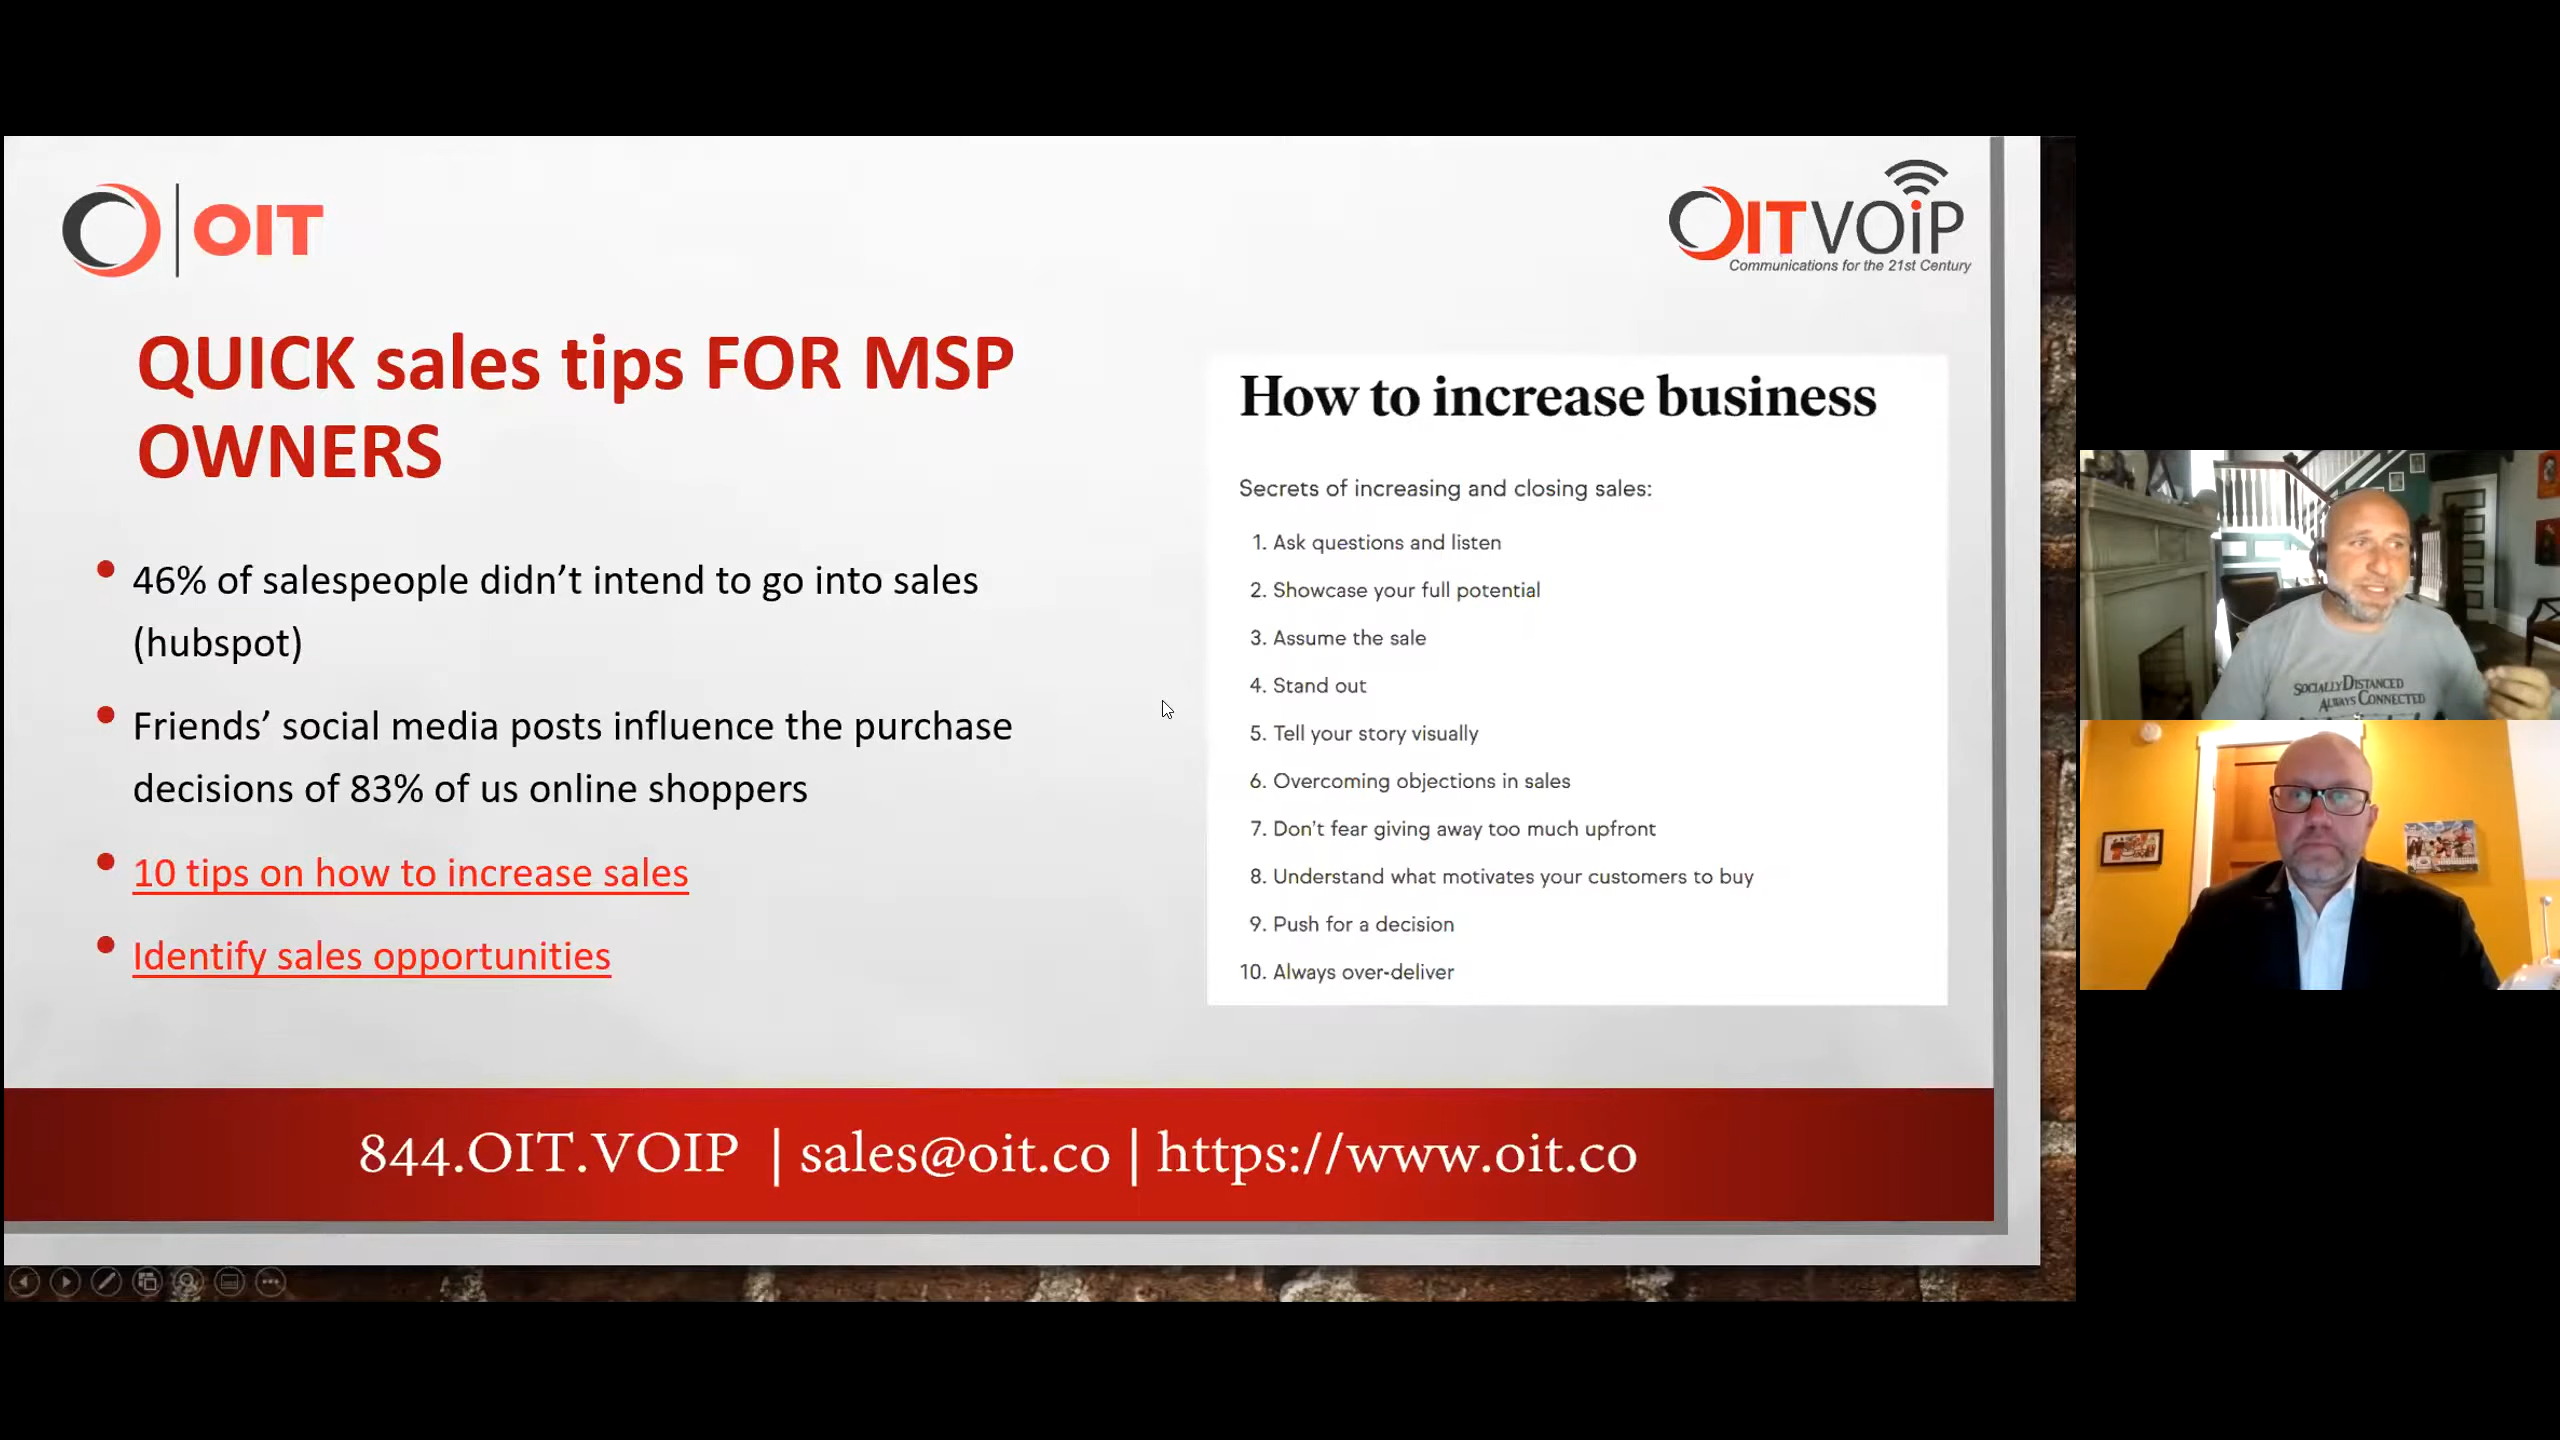 OIT
OITVOiP
Communications for the 21st Century
QUICK sales tips FOR MSP
OWNERS
• 46% of salespeople didn’t intend to go into sales
(hubspot)
• Friends’ social media posts influence the purchase
decisions of 83% of us online shoppers
• 10 tips on how to increase sales
• Identify sales opportunities
How to increase business
Secrets of increasing and closing sales:
1. Ask questions and listen
2. Showcase your full potential
3. Assume the sale
4. Stand out
5. Tell your story visually
6. Overcoming objections in sales
7. Don’t fear giving away too much upfront
8. Understand what motivates your customers to buy
9. Push for a decision
10. Always over-deliver
844.OIT.VOIP | sales@oit.co | https://www.oit.co
SOCIALLY DISTANCED
ALWAYS CONNECTED